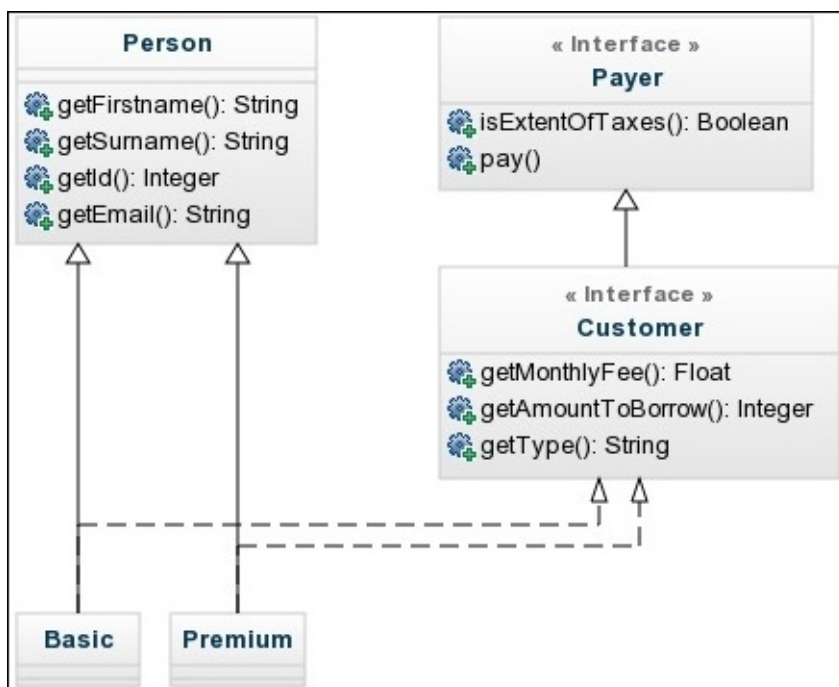 Person
getFirstname(): String
getSurname(): String
getId(): Integer
getEmail(): String
« Interface »
Payer
isExtentOfTaxes(): Boolean
pay()
« Interface »
Customer
getMonthlyFee(): Float
getAmountToBorrow(): Integer
getType(): String
Basic
Premium